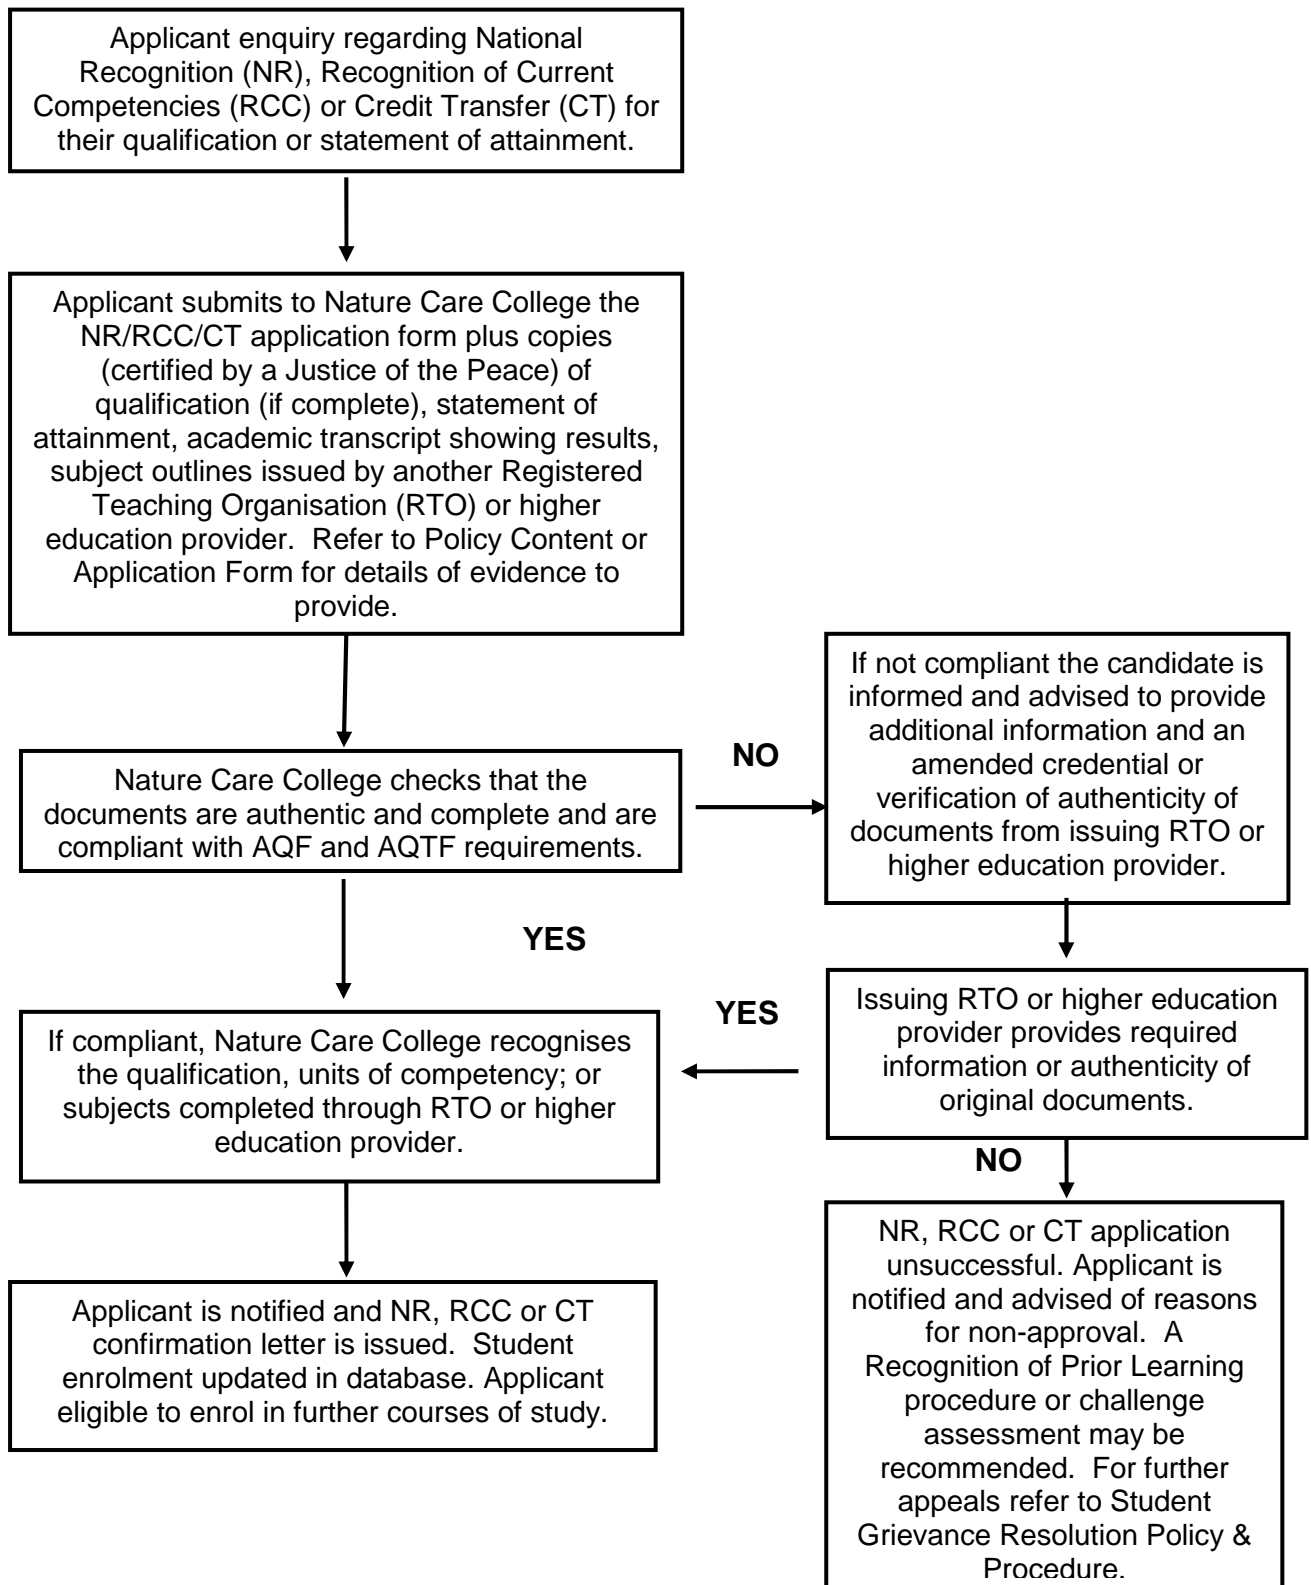 Applicant enquiry regarding National
Recognition (NR), Recognition of Current
Competencies (RCC) or Credit Transfer (CT) for
their qualification or statement of attainment.
Applicant submits to Nature Care College the
NR/RCC/CT application form plus copies
(certified by a Justice of the Peace) of
qualification (if complete), statement of
attainment, academic transcript showing results,
subject outlines issued by another Registered
Teaching Organisation (RTO) or higher
education provider.  Refer to Policy Content or
Application Form for details of evidence to
provide.
Nature Care College checks that the
documents are authentic and complete and are
compliant with AQF and AQTF requirements.
NO
If not compliant the candidate is
informed and advised to provide
additional information and an
amended credential or
verification of authenticity of
documents from issuing RTO or
higher education provider.
YES
If compliant, Nature Care College recognises
the qualification, units of competency; or
subjects completed through RTO or higher
education provider.
YES
Issuing RTO or higher education
provider provides required
information or authenticity of
original documents.
NO
Applicant is notified and NR, RCC or CT
confirmation letter is issued.  Student
enrolment updated in database. Applicant
eligible to enrol in further courses of study.
NR, RCC or CT application
unsuccessful. Applicant is
notified and advised of reasons
for non-approval.  A
Recognition of Prior Learning
procedure or challenge
assessment may be
recommended.  For further
appeals refer to Student
Grievance Resolution Policy &
Procedure.